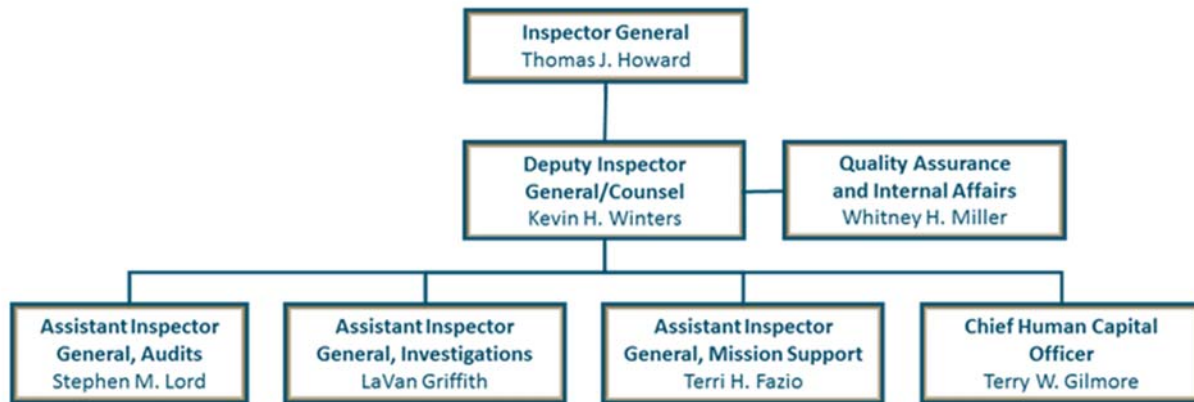 Inspector General
Thomas J. Howard
Deputy Inspector
General/Counsel
Kevin H. Winters
Quality Assurance
and Internal Affairs
Whitney H. Miller
Assistant Inspector
General, Audits
Stephen M. Lord
Assistant Inspector
General, Investigations
LaVan Griffith
Assistant Inspector
General, Mission Support
Terri H. Fazio
Chief Human Capital
Officer
Terry W. Gilmore